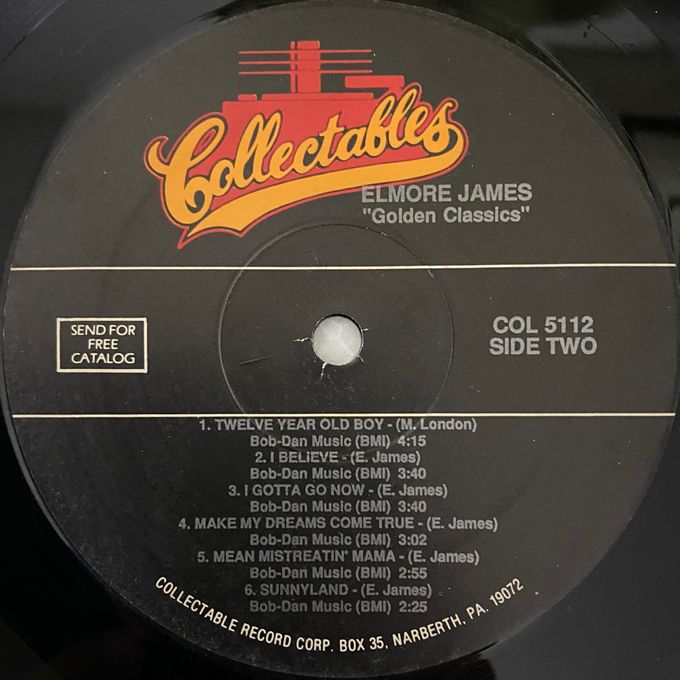 Collectables
ELMORE JAMES
"Golden Classics"
SEND FOR
FREE
CATALOG
COL 5112
SIDE TWO
1. TWELVE YEAR OLD BOY - (M. London)
Bob-Dan Music (BMI) 4:15
2. I BELIEVE - (E. James)
Bob-Dan Music (BMI) 3:40
3. I GOTTA GO NOW - (E. James)
Bob-Dan Music (BMI) 3:40
4. MAKE MY DREAMS COME TRUE - (E. James)
Bob-Dan Music (BMI) 3:02
5. MEAN MISTREATIN' MAMA - (E. James)
Bob-Dan Music (BMI) 2:55
6. SUNNYLAND - (E. James)
Bob-Dan Music (BMI) 2:25
COLLECTABLE RECORD CORP. BOX 35, NARBERTH, PA. 19072